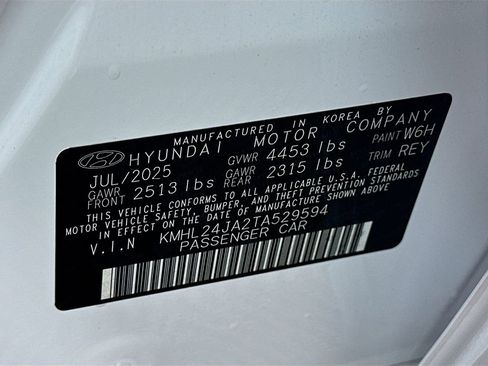 MANUFACTURED IN KOREA BY
HYUNDAI MOTOR COMPANY
JUL/2025 GVWR 4453 lbs PAINT W6H
GAWR FRONT 2513 lbs GAWR REAR 2315 lbs TRIM REY
THIS VEHICLE CONFORMS TO ALL APPLICABLE U.S.A. FEDERAL
MOTOR VEHICLE SAFETY, BUMPER, AND THEFT PREVENTION STANDARDS
IN EFFECT ON THE DATE OF MANUFACTURE SHOWN ABOVE.
V.I.N KMHL24JA2TA529594
PASSENGER CAR